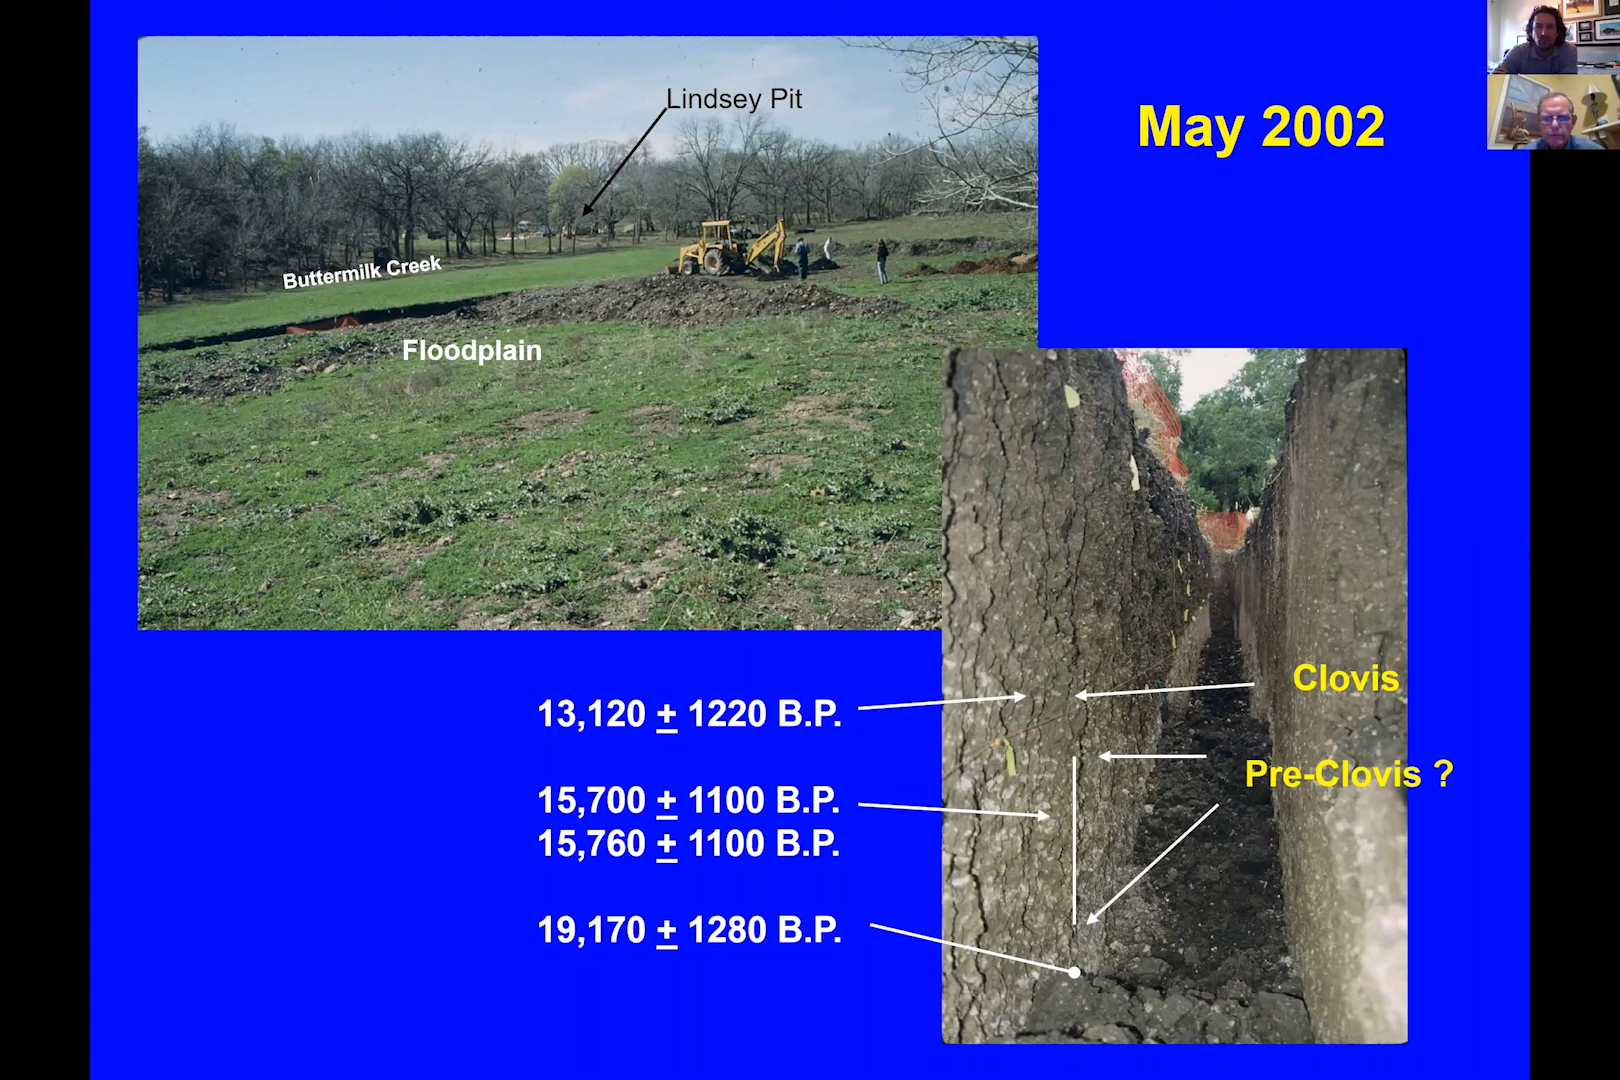 Lindsey Pit
May 2002
Buttermilk Creek
Floodplain
Clovis
13,120 ± 1220 B.P.
Pre-Clovis ?
15,700 ± 1100 B.P.
15,760 ± 1100 B.P.
19,170 ± 1280 B.P.